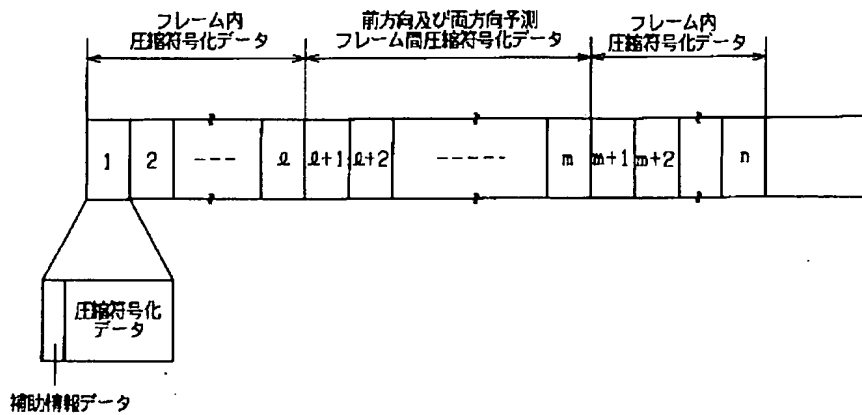 フレーム内
圧縮符号化データ
前方向及び両方向予測
フレーム間圧縮符号化データ
フレーム内
圧縮符号化データ
1 2 --- ℓ ℓ+1 ℓ+2 ----- m m+1 m+2 n
圧縮符号化
データ
補助情報データ